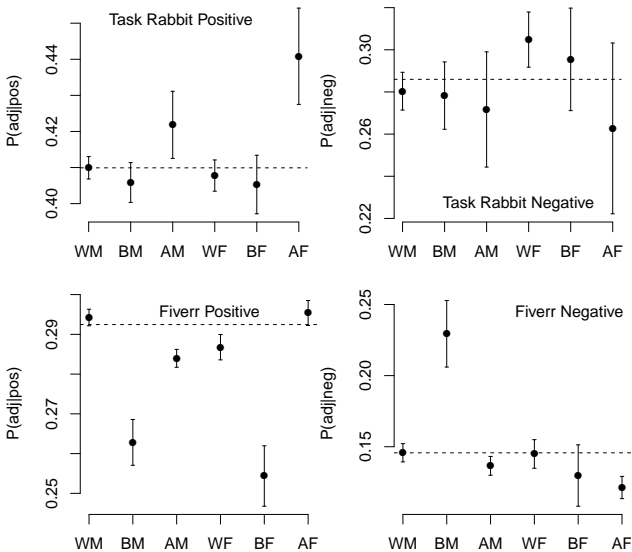 Task Rabbit Positive
P(adj|pos)
0.44
0.42
0.40
WM BM AM WF BF AF
P(adj|neg)
0.30
0.26
0.22
Task Rabbit Negative
WM BM AM WF BF AF
Fiverr Positive
P(adj|pos)
0.29
0.27
0.25
WM BM AM WF BF AF
Fiverr Negative
P(adj|neg)
0.25
0.20
0.15
WM BM AM WF BF AF